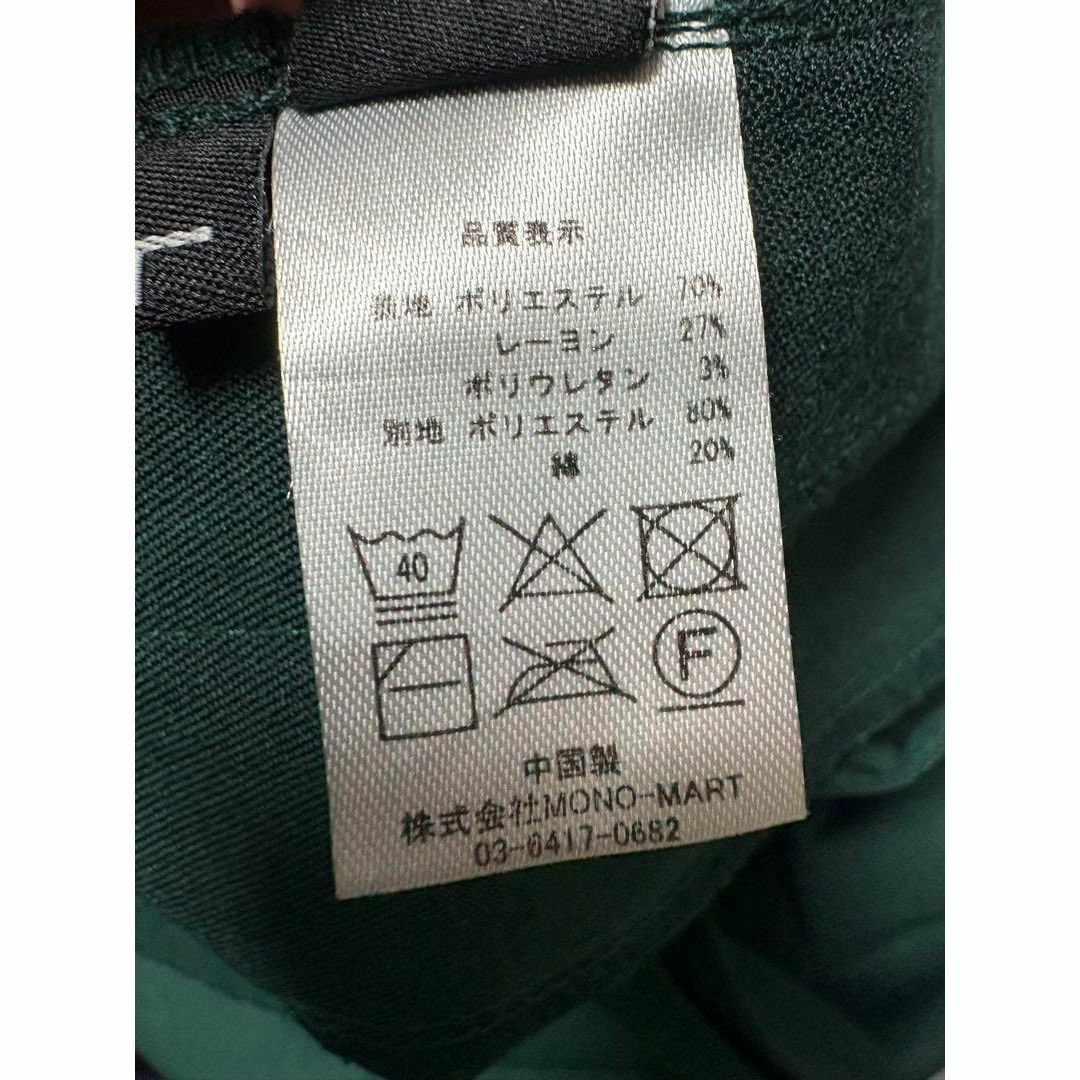 品質表示
表地 ポリエステル 70%
レーヨン 27%
ポリウレタン 3%
別地 ポリエステル 80%
綿 20%
40
F
中国製
株式会社MONO-MART
03-6417-0682